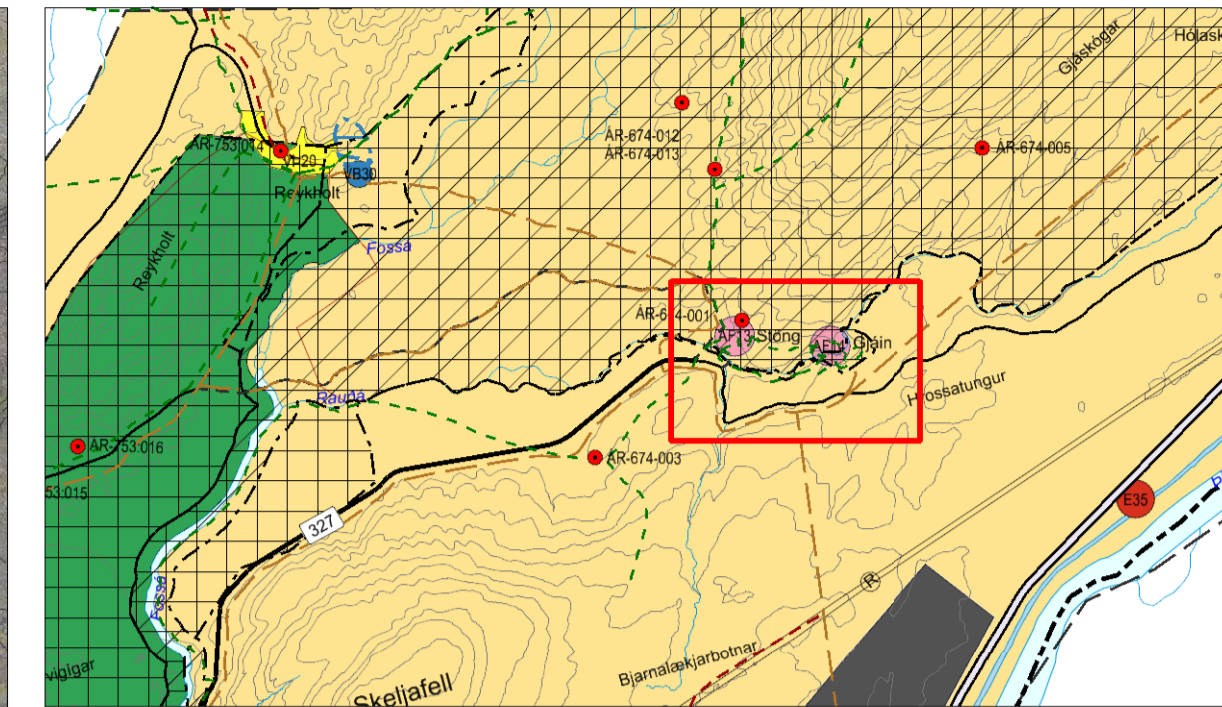 Hólask
Gjáskógar
ÁR-674-012
ÁR-674-013
ÁR-674-005
ÁR-753:014
VB30
Reykholt
Reykholt
Fossá
ÁR-674-001
AF13
Stöng
AF14
Gjáin
Hrossatungur
Rauðá
ÁR-753:016
53:015
ÁR-674-003
E35
327
R
Fossá
Bjarnalækjarbotnar
vigigar
Skeljafell